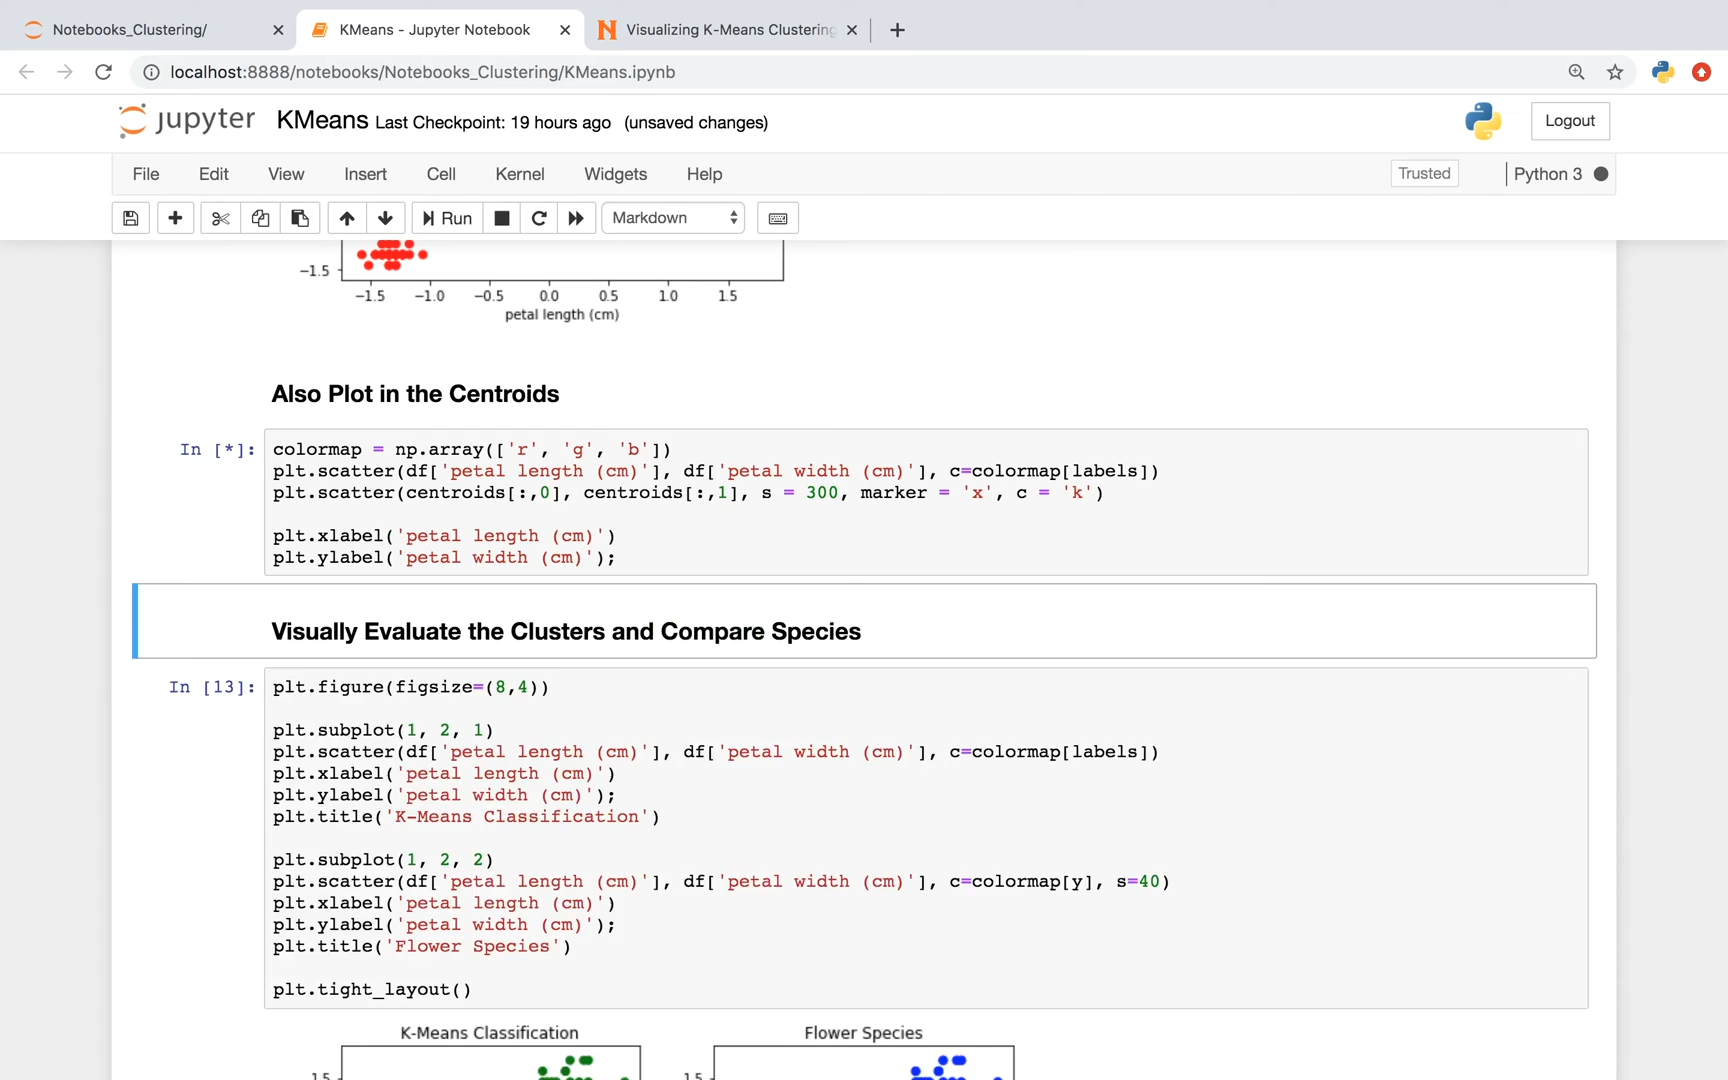 Notebooks_Clustering/
KMeans - Jupyter Notebook
Visualizing K-Means Clustering
localhost:8888/notebooks/Notebooks_Clustering/KMeans.ipynb
jupyter KMeans Last Checkpoint: 19 hours ago (unsaved changes)
Logout
File Edit View Insert Cell Kernel Widgets Help
Trusted
Python 3
Run
Markdown
−1.5
−1.5 −1.0 −0.5 0.0 0.5 1.0 1.5
petal length (cm)
Also Plot in the Centroids
In [*]: colormap = np.array(['r', 'g', 'b'])
plt.scatter(df['petal length (cm)'], df['petal width (cm)'], c=colormap[labels])
plt.scatter(centroids[:,0], centroids[:,1], s = 300, marker = 'x', c = 'k')
plt.xlabel('petal length (cm)')
plt.ylabel('petal width (cm)');
Visually Evaluate the Clusters and Compare Species
In [13]: plt.figure(figsize=(8,4))
plt.subplot(1, 2, 1)
plt.scatter(df['petal length (cm)'], df['petal width (cm)'], c=colormap[labels])
plt.xlabel('petal length (cm)')
plt.ylabel('petal width (cm)');
plt.title('K-Means Classification')
plt.subplot(1, 2, 2)
plt.scatter(df['petal length (cm)'], df['petal width (cm)'], c=colormap[y], s=40)
plt.xlabel('petal length (cm)')
plt.ylabel('petal width (cm)');
plt.title('Flower Species')
plt.tight_layout()
K-Means Classification
Flower Species
1.5
1.5